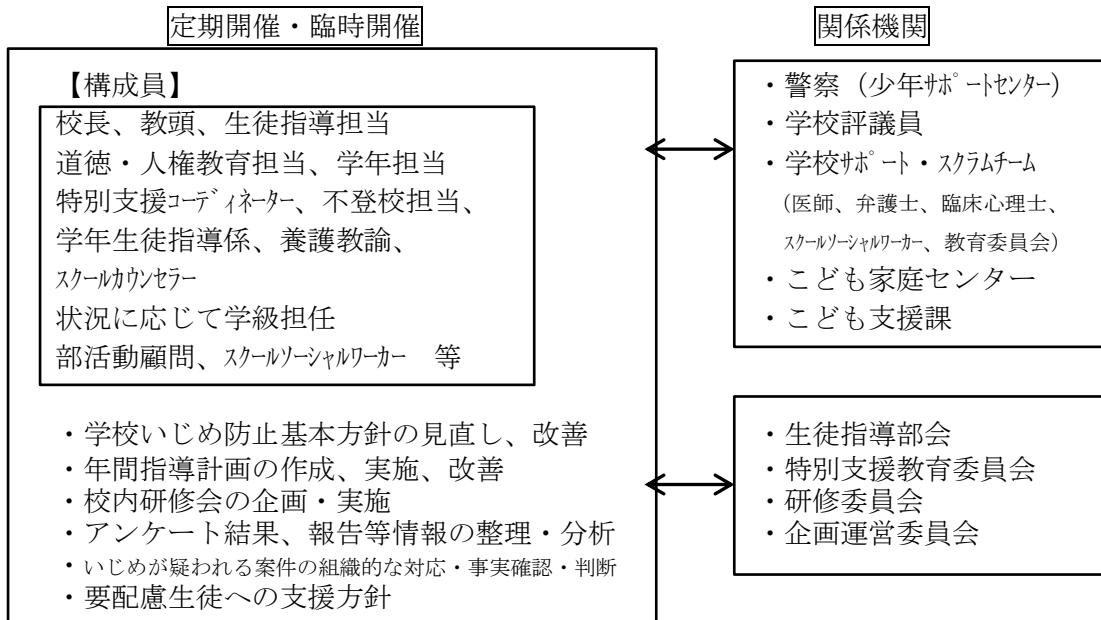 定期開催・臨時開催
【構成員】
校長、教頭、生徒指導担当
道徳・人権教育担当、学年担当
特別支援ｺｰﾃﾞｨﾈｰﾀｰ、不登校担当、
学年生徒指導係、養護教諭、
ｽｸｰﾙｶｳﾝｾﾗｰ
状況に応じて学級担任
部活動顧問、ｽｸｰﾙｿｰｼｬﾙﾜｰｶｰ　等
・学校いじめ防止基本方針の見直し、改善
・年間指導計画の作成、実施、改善
・校内研修会の企画・実施
・アンケート結果、報告等情報の整理・分析
・いじめが疑われる案件の組織的な対応・事実確認・判断
・要配慮生徒への支援方針
関係機関
・警察（少年ｻﾎﾟｰﾄｾﾝﾀｰ）
・学校評議員
・学校ｻﾎﾟｰﾄ・ｽｸﾗﾑﾁｰﾑ
（医師、弁護士、臨床心理士、
ｽｸｰﾙｿｰｼｬﾙﾜｰｶｰ、教育委員会）
・こども家庭センター
・こども支援課
・生徒指導部会
・特別支援教育委員会
・研修委員会
・企画運営委員会